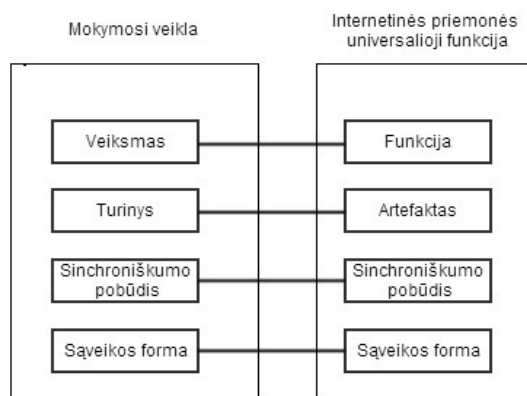 Mokymosi veikla
Internetinės priemonės
universalioji funkcija
Veiksmas
Funkcija
Turinys
Artefaktas
Sinchroniškumo
pobūdis
Sinchroniškumo
pobūdis
Sąveikos forma
Sąveikos forma